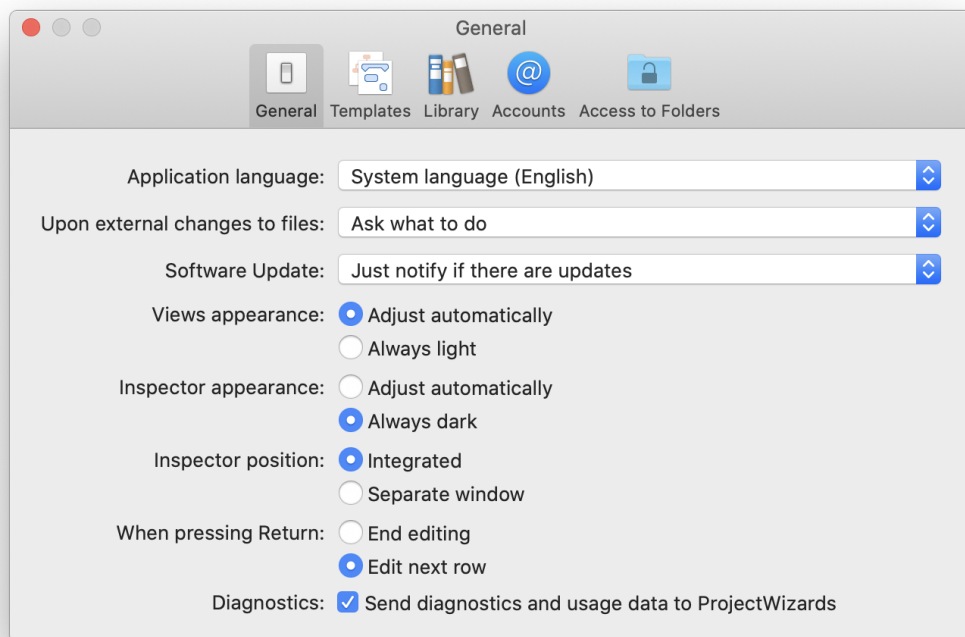 General
General Templates Library Accounts Access to Folders
Application language: System language (English)
Upon external changes to files: Ask what to do
Software Update: Just notify if there are updates
Views appearance: Adjust automatically
Always light
Inspector appearance: Adjust automatically
Always dark
Inspector position: Integrated
Separate window
When pressing Return: End editing
Edit next row
Diagnostics: Send diagnostics and usage data to ProjectWizards